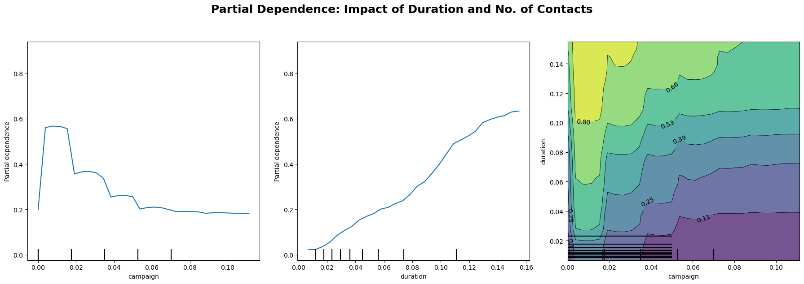 Partial Dependence: Impact of Duration and No. of Contacts
Partial dependence
0.8
0.6
0.4
0.2
0.0
0.00 0.02 0.04 0.06 0.08 0.10
campaign
Partial dependence
0.8
0.6
0.4
0.2
0.0
0.00 0.02 0.04 0.06 0.08 0.10 0.12 0.14 0.16
duration
duration
0.14
0.12
0.10
0.08
0.06
0.04
0.02
0.80
0.66
0.53
0.39
0.25
0.11
0.00 0.02 0.04 0.06 0.08 0.10
campaign